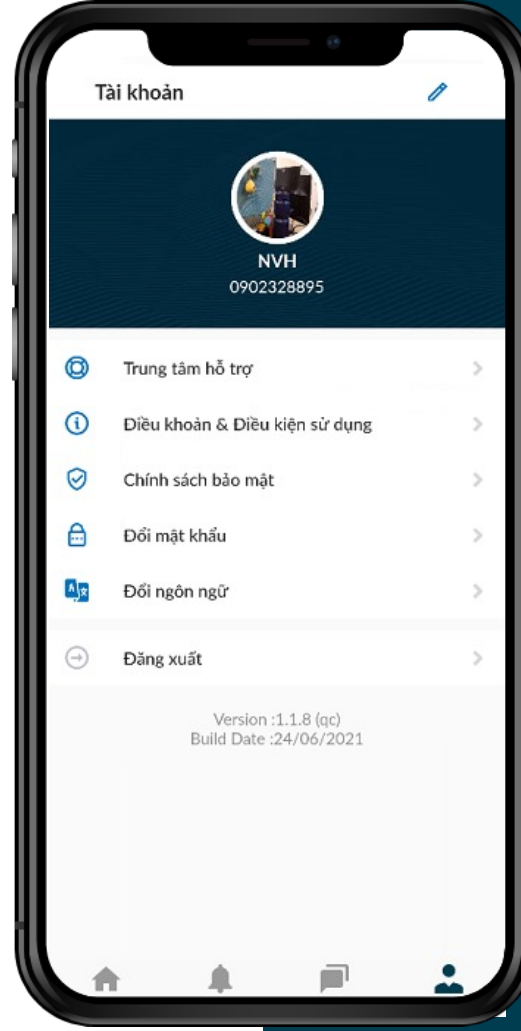 Tài khoản
NVH
0902328895
Trung tâm hỗ trợ
Điều khoản & Điều kiện sử dụng
Chính sách bảo mật
Đổi mật khẩu
Đổi ngôn ngữ
Đăng xuất
Version :1.1.8 (qc)
Build Date :24/06/2021